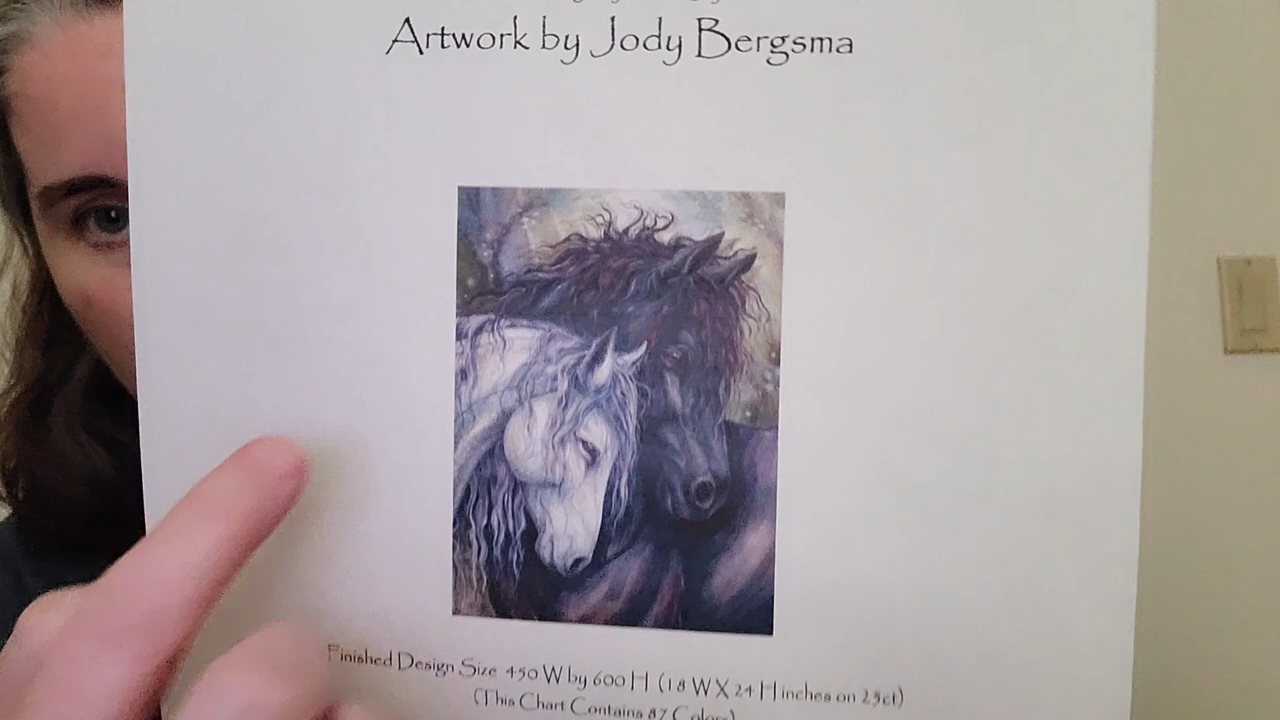 Artwork by Jody Bergsma
Finished Design Size 450 W by 600 H (18 W X 24 H inches on 25ct)
(This Chart Contains 87 Colors)